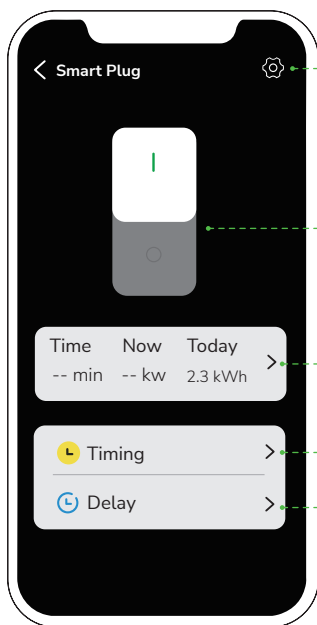 Smart Plug
Time Now Today
-- min -- kw 2.3 kWh
Timing
Delay